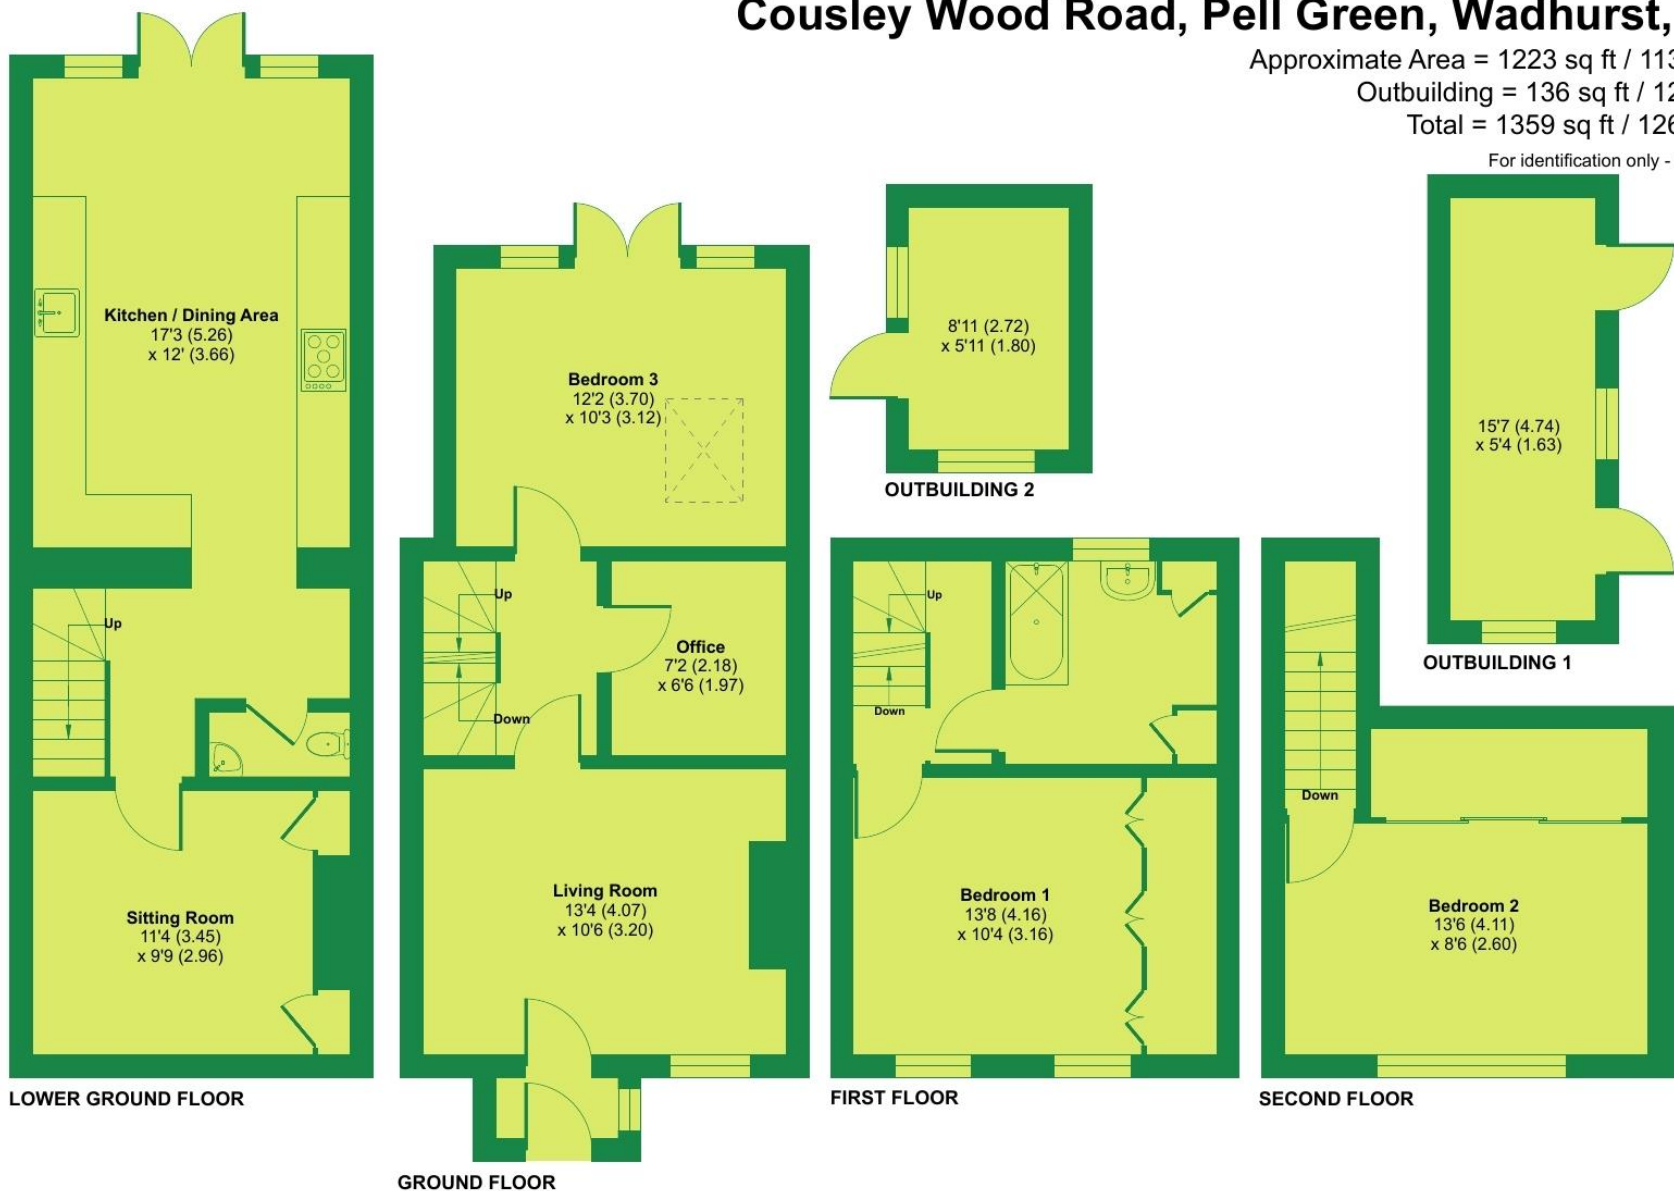 Cousley Wood Road, Pell Green, Wadhurst,
Approximate Area = 1223 sq ft / 113
Outbuilding = 136 sq ft / 12
Total = 1359 sq ft / 126
For identification only -
Kitchen / Dining Area
17'3 (5.26)
x 12' (3.66)
Up
Sitting Room
11'4 (3.45)
x 9'9 (2.96)
LOWER GROUND FLOOR
Bedroom 3
12'2 (3.70)
x 10'3 (3.12)
Up
Office
7'2 (2.18)
x 6'6 (1.97)
Down
Living Room
13'4 (4.07)
x 10'6 (3.20)
GROUND FLOOR
8'11 (2.72)
x 5'11 (1.80)
OUTBUILDING 2
15'7 (4.74)
x 5'4 (1.63)
OUTBUILDING 1
Up
Down
Bedroom 1
13'8 (4.16)
x 10'4 (3.16)
FIRST FLOOR
Down
Bedroom 2
13'6 (4.11)
x 8'6 (2.60)
SECOND FLOOR